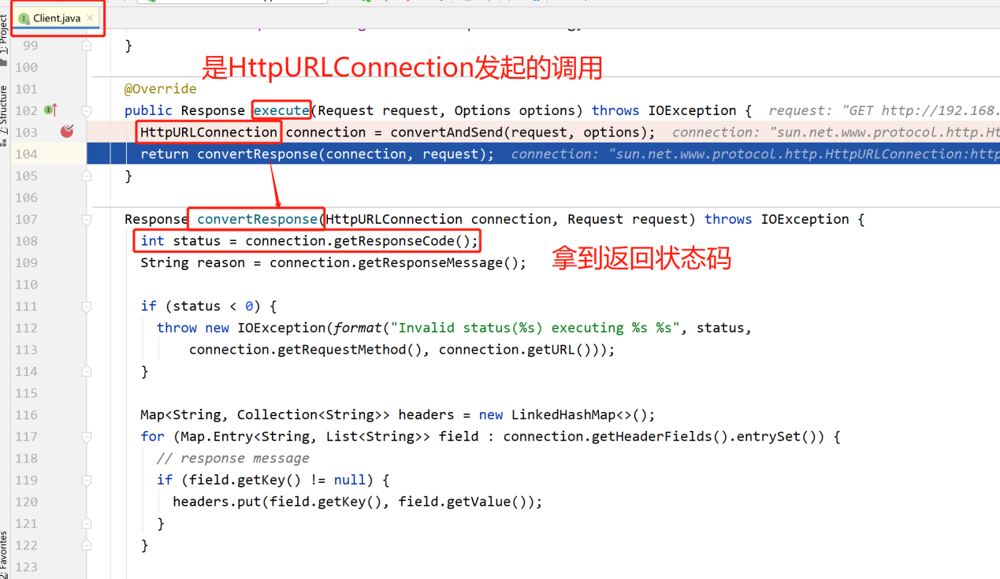 Client.java
1: Project
99 }
100
是HttpURLConnection发起的调用
101 @Override
102 public Response execute(Request request, Options options) throws IOException { request: "GET http://192.168.
7: Structure
103 HttpURLConnection connection = convertAndSend(request, options); connection: "sun.net.www.protocol.http.Ht
104 return convertResponse(connection, request); connection: "sun.net.www.protocol.http.HttpURLConnection:http
105 }
106
107 Response convertResponse(HttpURLConnection connection, Request request) throws IOException {
108 int status = connection.getResponseCode();
拿到返回状态码
109 String reason = connection.getResponseMessage();
110
111 if (status < 0) {
112 throw new IOException(format("Invalid status(%s) executing %s %s", status,
113 connection.getRequestMethod(), connection.getURL()));
114 }
115
116 Map<String, Collection<String>> headers = new LinkedHashMap<>();
117 for (Map.Entry<String, List<String>> field : connection.getHeaderFields().entrySet()) {
118 // response message
119 if (field.getKey() != null) {
120 headers.put(field.getKey(), field.getValue());
121 }
122 }
123
2: Favorites